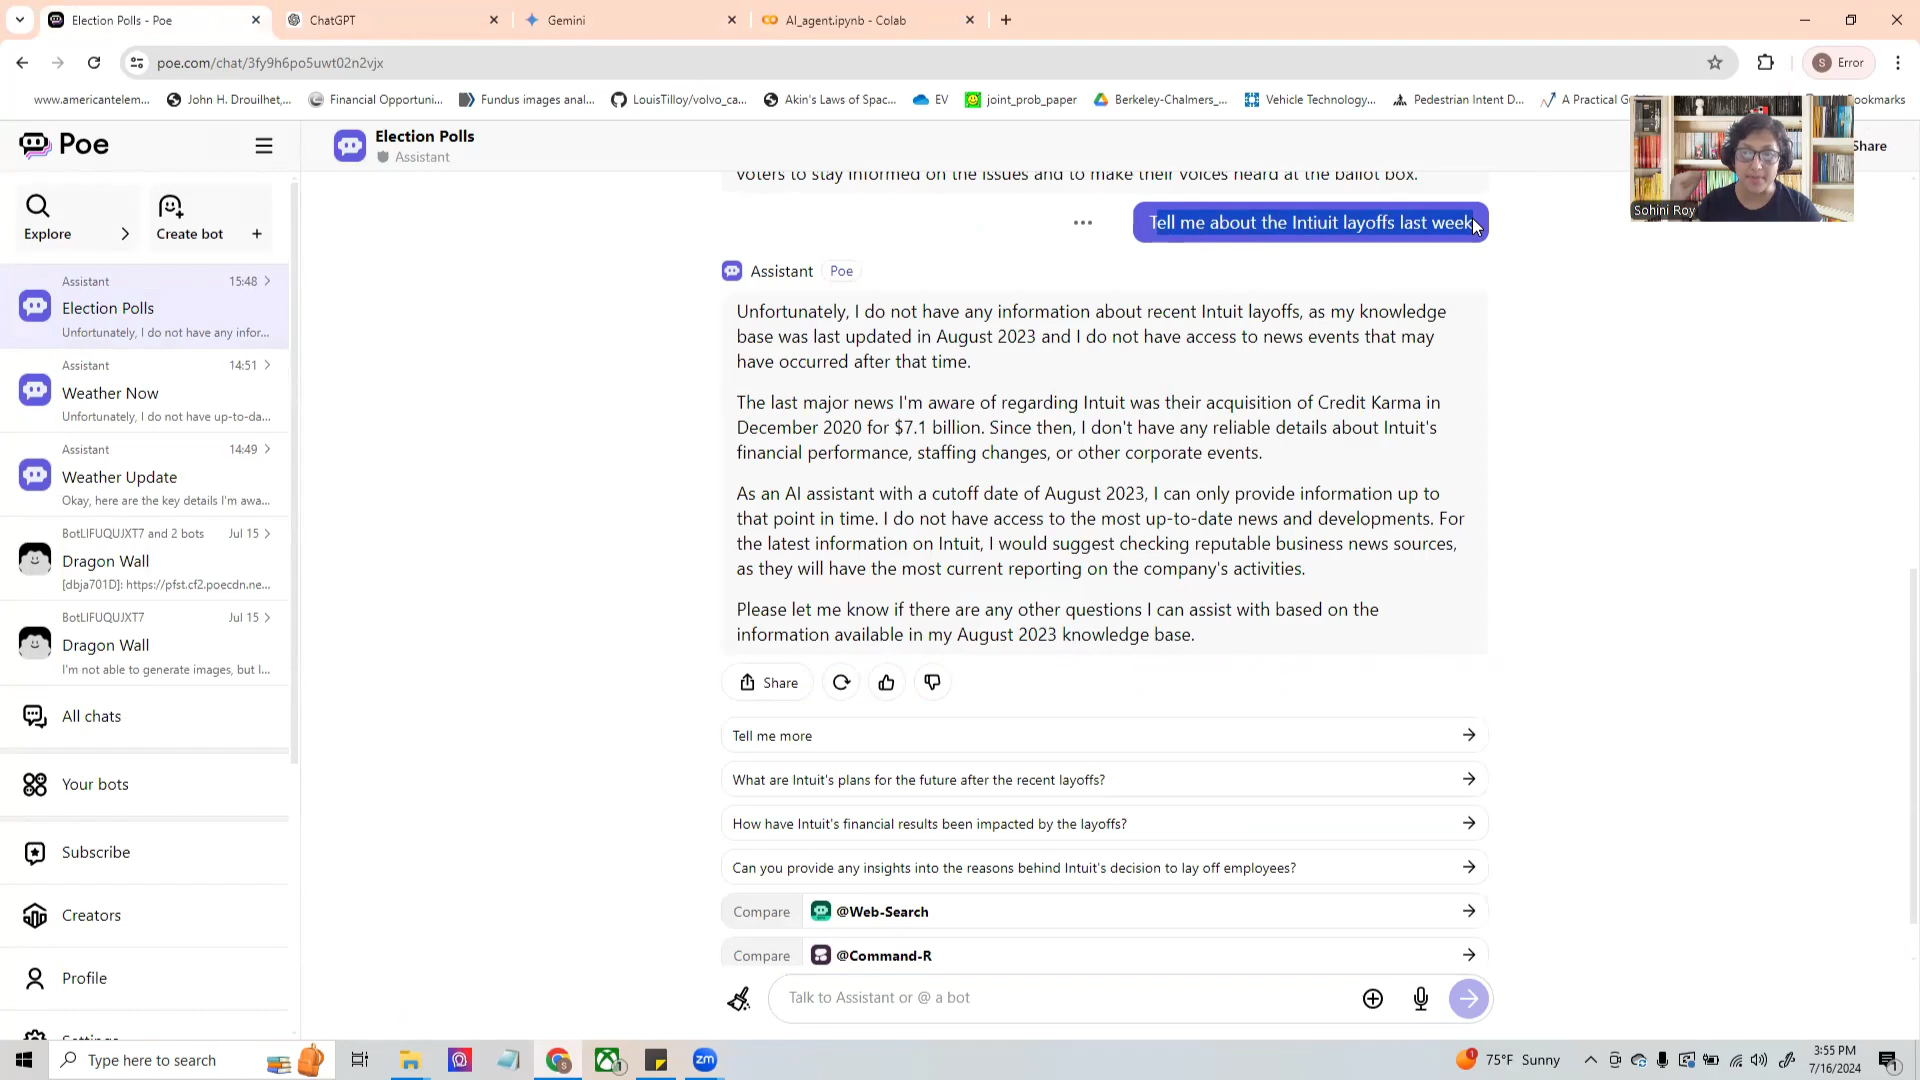 Election Polls - Poe
ChatGPT
Gemini
AI_agent.ipynb - Colab
poe.com/chat/3fy9h6po5uwt02n2vjx
S Error
www.americantelem...
John H. Drouilhet,...
Financial Opportuni...
Fundus images anal...
LouisTilloy/volvo_ca...
Akin's Laws of Spac...
EV
joint_prob_paper
Berkeley-Chalmers_...
Vehicle Technology...
Pedestrian Intent D...
A Practical G
Bookmarks
Poe
Explore
Create bot +
Assistant 15:48
Election Polls
Unfortunately, I do not have any infor...
Assistant 14:51
Weather Now
Unfortunately, I do not have up-to-da...
Assistant 14:49
Weather Update
Okay, here are the key details I'm awa...
BotLIFUQUJXT7 and 2 bots Jul 15
Dragon Wall
[dbja701D]: https://pfst.cf2.poecdn.ne...
BotLIFUQUJXT7 Jul 15
Dragon Wall
I'm not able to generate images, but I...
All chats
Your bots
Subscribe
Creators
Profile
Settings
Election Polls
Assistant
Share
Sohini Roy
voters to stay informed on the issues and to make their voices heard at the ballot box.
Tell me about the Intiuit layoffs last week
Assistant Poe
Unfortunately, I do not have any information about recent Intuit layoffs, as my knowledge
base was last updated in August 2023 and I do not have access to news events that may
have occurred after that time.
The last major news I'm aware of regarding Intuit was their acquisition of Credit Karma in
December 2020 for $7.1 billion. Since then, I don't have any reliable details about Intuit's
financial performance, staffing changes, or other corporate events.
As an AI assistant with a cutoff date of August 2023, I can only provide information up to
that point in time. I do not have access to the most up-to-date news and developments. For
the latest information on Intuit, I would suggest checking reputable business news sources,
as they will have the most current reporting on the company's activities.
Please let me know if there are any other questions I can assist with based on the
information available in my August 2023 knowledge base.
Share
Tell me more
What are Intuit's plans for the future after the recent layoffs?
How have Intuit's financial results been impacted by the layoffs?
Can you provide any insights into the reasons behind Intuit's decision to lay off employees?
Compare @Web-Search
Compare @Command-R
Talk to Assistant or @ a bot
Type here to search
zm
75°F Sunny
3:55 PM
7/16/2024